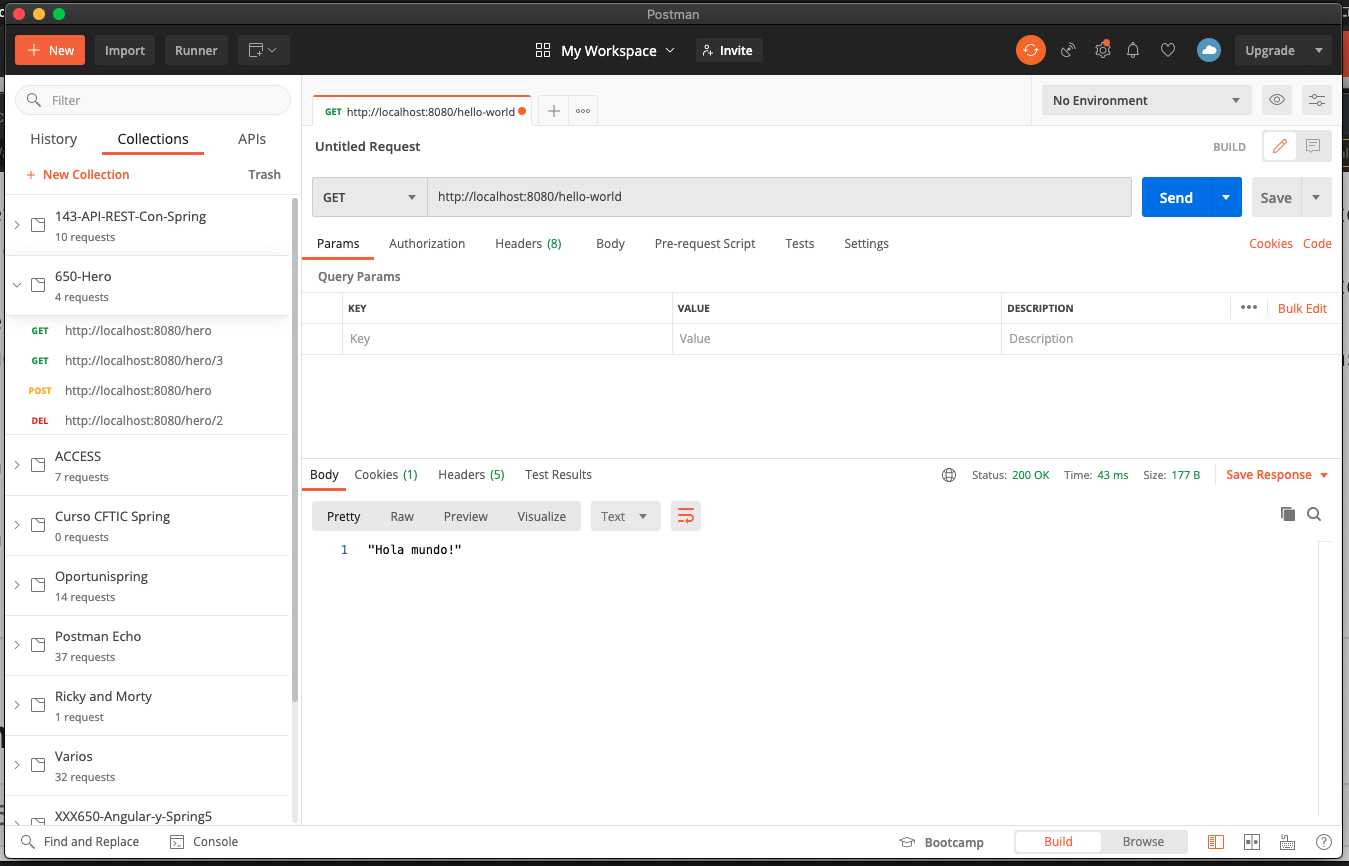 Postman
New Import Runner My Workspace Invite Upgrade
Filter
History Collections APIs
New Collection Trash
143-API-REST-Con-Spring
10 requests
650-Hero
4 requests
GET http://localhost:8080/hero
GET http://localhost:8080/hero/3
POST http://localhost:8080/hero
DEL http://localhost:8080/hero/2
ACCESS
7 requests
Curso CFTIC Spring
0 requests
Oportunispring
14 requests
Postman Echo
37 requests
Ricky and Morty
1 request
Varios
32 requests
XXX650-Angular-y-Spring5
GET http://localhost:8080/hello-world
No Environment
Untitled Request BUILD
GET http://localhost:8080/hello-world Send Save
Params Authorization Headers (8) Body Pre-request Script Tests Settings Cookies Code
Query Params
KEY VALUE DESCRIPTION Bulk Edit
Key Value Description
Body Cookies (1) Headers (5) Test Results Status: 200 OK Time: 43 ms Size: 177 B Save Response
Pretty Raw Preview Visualize Text
1 "Hola mundo!"
Find and Replace Console Bootcamp Build Browse